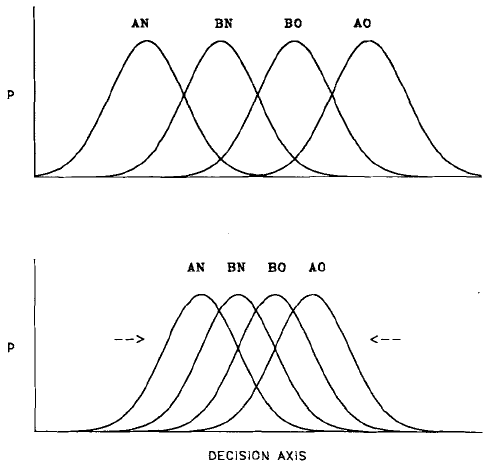 AN BN BO AO
P
AN BN BO AO
--> <--
P
DECISION AXIS